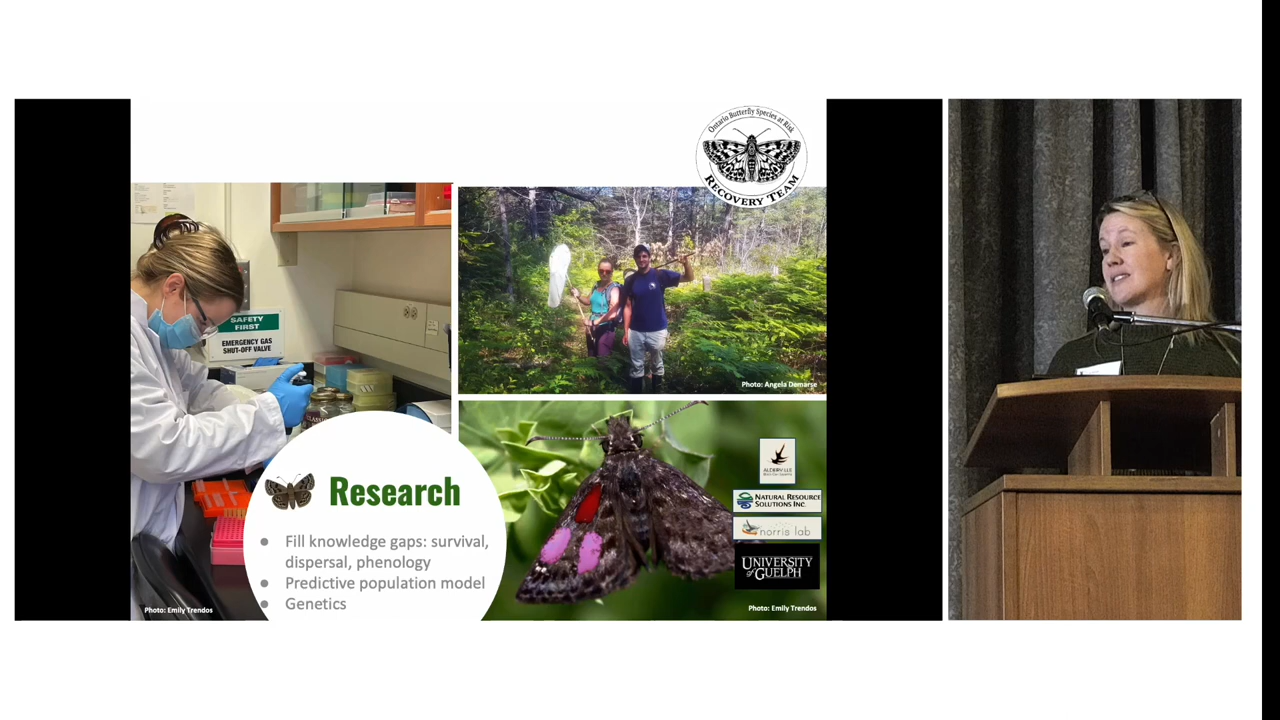 Ontario Butterfly Species at Risk
RECOVERY TEAM
SAFETY
FIRST
EMERGENCY GAS
SHUT-OFF VALVE
Photo: Angela Demarse
Research
Fill knowledge gaps: survival,
dispersal, phenology
Predictive population model
Genetics
Photo: Emily Trendos
NATURAL RESOURCE
SOLUTIONS INC.
norris lab
UNIVERSITY
OF GUELPH
Photo: Emily Trendos